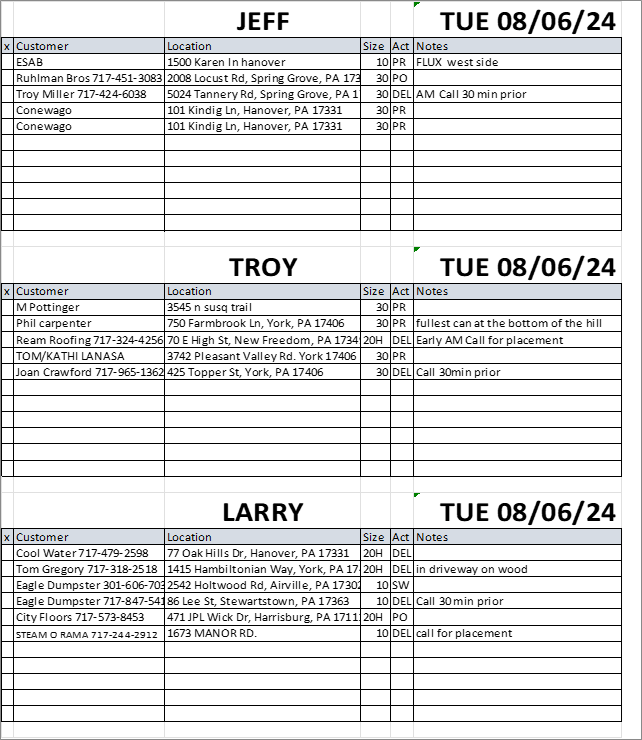 JEFF TUE 08/06/24
x Customer Location Size Act Notes
ESAB 1500 Karen ln hanover 10 PR FLUX west side
Ruhlman Bros 717-451-3083 2008 Locust Rd, Spring Grove, PA 173 30 PO
Troy Miller 717-424-6038 5024 Tannery Rd, Spring Grove, PA 1 30 DEL AM Call 30 min prior
Conewago 101 Kindig Ln, Hanover, PA 17331 30 PR
Conewago 101 Kindig Ln, Hanover, PA 17331 30 PR
TROY TUE 08/06/24
x Customer Location Size Act Notes
M Pottinger 3545 n susq trail 30 PR
Phil carpenter 750 Farmbrook Ln, York, PA 17406 30 PR fullest can at the bottom of the hill
Ream Roofing 717-324-4256 70 E High St, New Freedom, PA 1734 20H DEL Early AM Call for placement
TOM/KATHI LANASA 3742 Pleasant Valley Rd. York 17406 30 PR
Joan Crawford 717-965-1362 425 Topper St, York, PA 17406 30 DEL Call 30min prior
LARRY TUE 08/06/24
x Customer Location Size Act Notes
Cool Water 717-479-2598 77 Oak Hills Dr, Hanover, PA 17331 20H DEL
Tom Gregory 717-318-2518 1415 Hambiltonian Way, York, PA 17 20H DEL in driveway on wood
Eagle Dumpster 301-606-703 2542 Holtwood Rd, Airville, PA 17302 10 SW
Eagle Dumpster 717-847-541 86 Lee St, Stewartstown, PA 17363 10 DEL Call 30 min prior
City Floors 717-573-8453 471 JPL Wick Dr, Harrisburg, PA 1711 20H PO
STEAM O RAMA 717-244-2912 1673 MANOR RD. 10 DEL call for placement